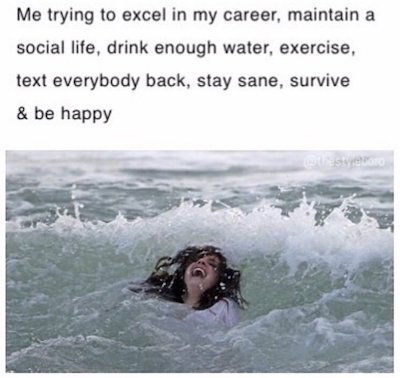 Me trying to excel in my career, maintain a
social life, drink enough water, exercise,
text everybody back, stay sane, survive
& be happy